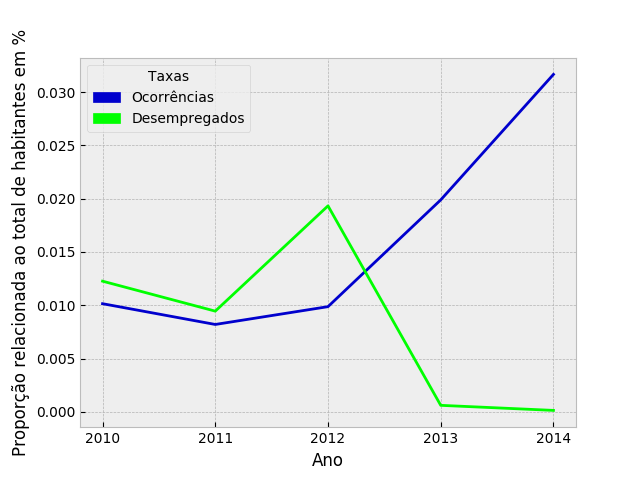 Proporção relacionada ao total de habitantes em %
Taxas
Ocorrências
Desempregados
0.030
0.025
0.020
0.015
0.010
0.005
0.000
2010 2011 2012 2013 2014
Ano